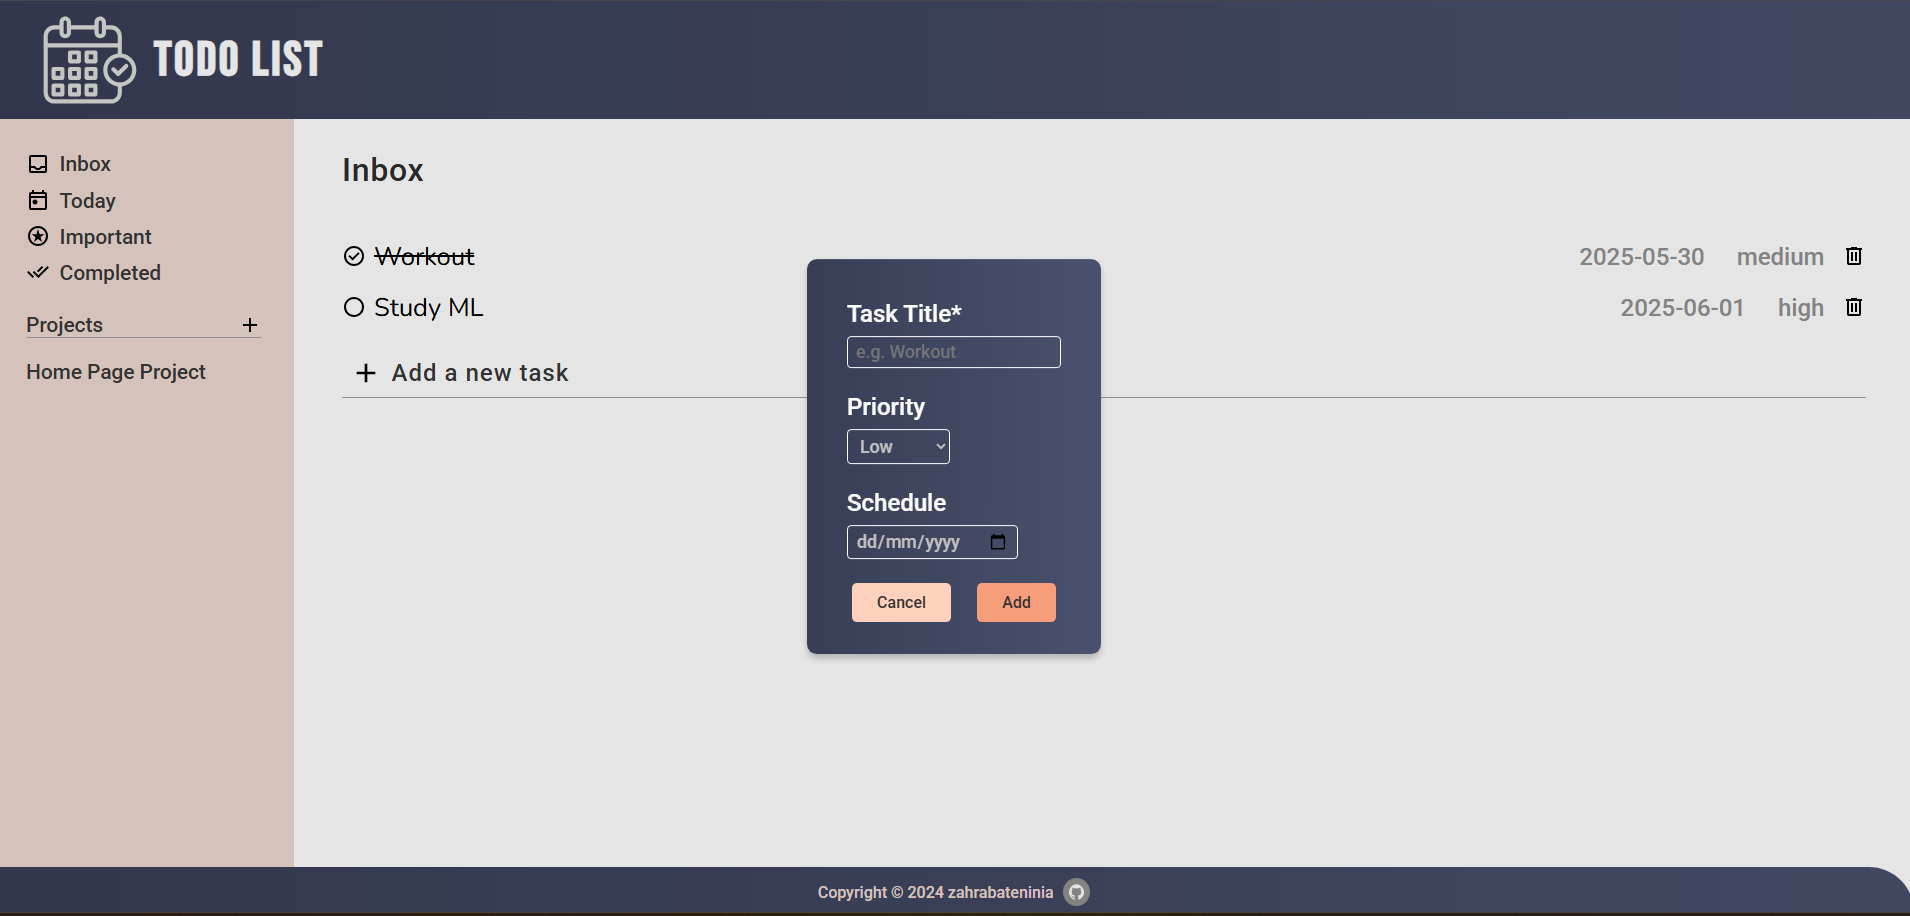 TODO LIST
Inbox
Today
Important
Completed
Projects
Home Page Project
Inbox
Workout 2025-05-30 medium
Study ML 2025-06-01 high
Add a new task
Task Title*
e.g. Workout
Priority
Low
Schedule
dd/mm/yyyy
Cancel Add
Copyright © 2024 zahrabateninia